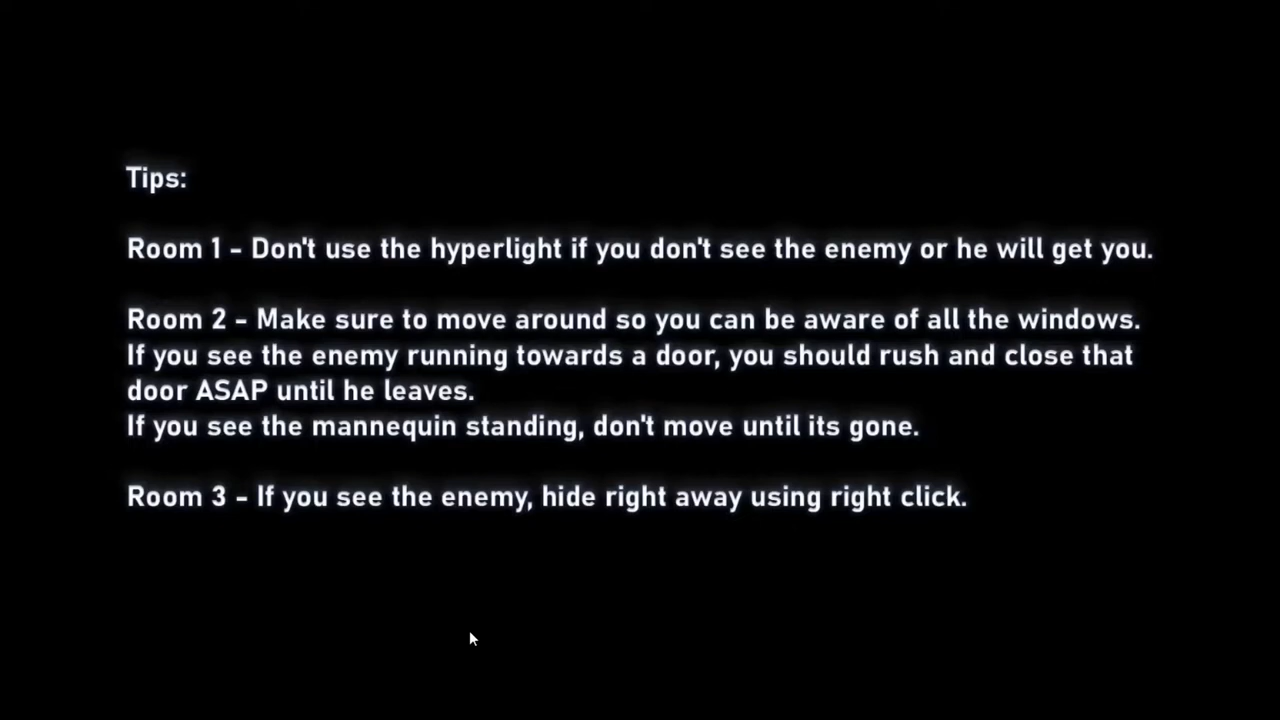 Tips:
Room 1 - Don't use the hyperlight if you don't see the enemy or he will get you.
Room 2 - Make sure to move around so you can be aware of all the windows.
If you see the enemy running towards a door, you should rush and close that
door ASAP until he leaves.
If you see the mannequin standing, don't move until its gone.
Room 3 - If you see the enemy, hide right away using right click.